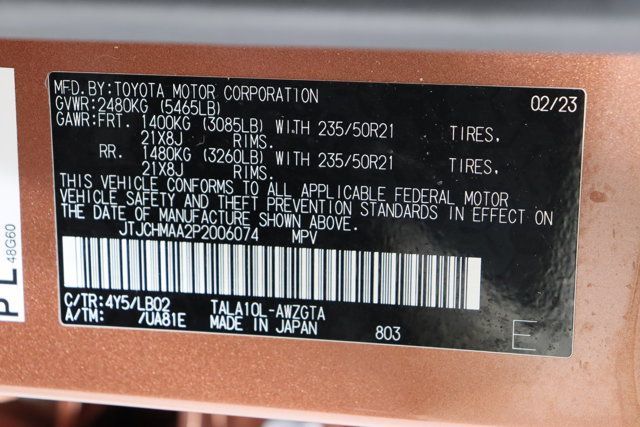 MFD.BY:TOYOTA MOTOR CORPORATION 02/23
GVWR:2480KG (5465LB)
GAWR:FRT. 1400KG (3085LB) WITH 235/50R21 TIRES,
21X8J RIMS.
RR. 1480KG (3260LB) WITH 235/50R21 TIRES,
21X8J RIMS.
THIS VEHICLE CONFORMS TO ALL APPLICABLE FEDERAL MOTOR
VEHICLE SAFETY AND THEFT PREVENTION STANDARDS IN EFFECT ON
THE DATE OF MANUFACTURE SHOWN ABOVE.
JTJCHMAA2P2006074 MPV
C/TR:4Y5/LB02 TALA10L-AWZGTA
A/TM: /UA81E MADE IN JAPAN 803
E
PL
48G60